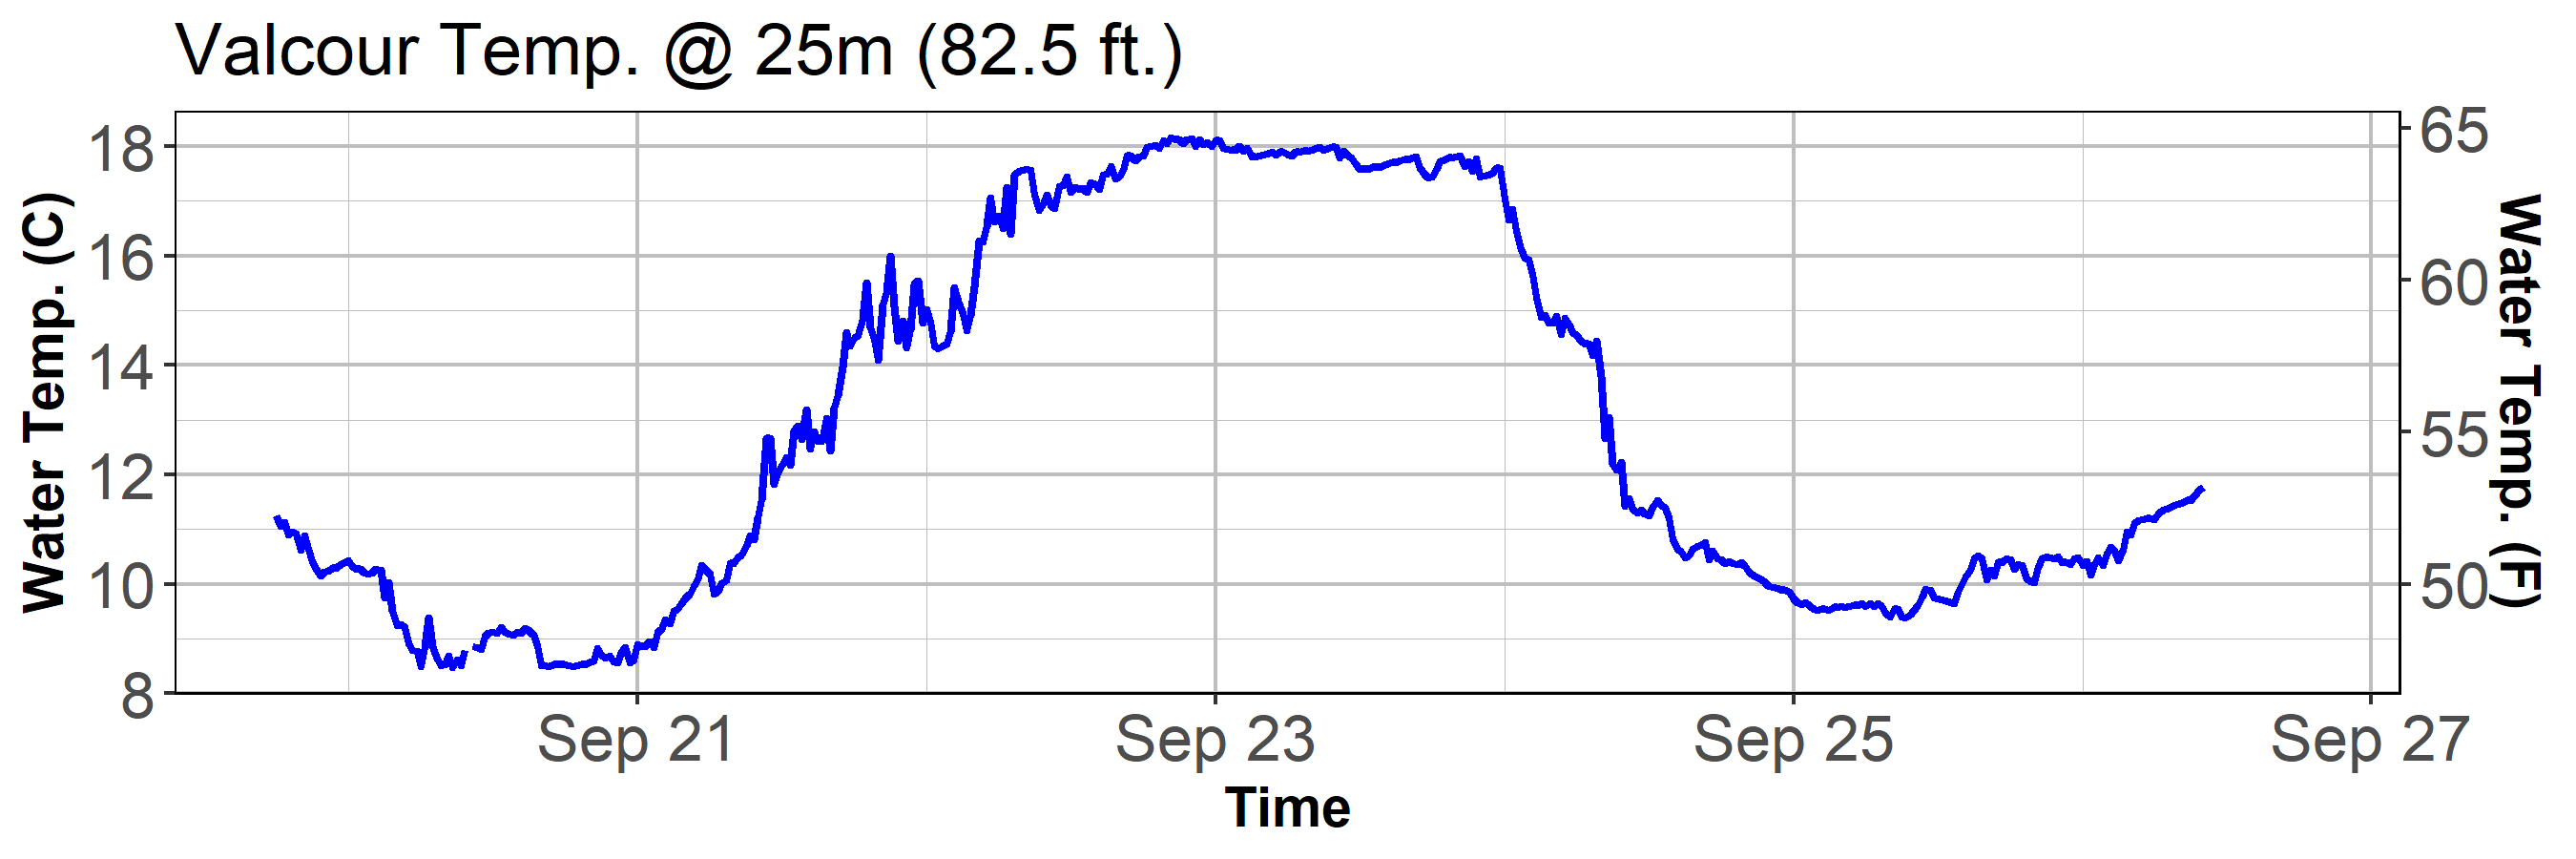 Valcour Temp. @ 25m (82.5 ft.)
Water Temp. (C)
18
16
14
12
10
8
65
60
55
50
Water Temp. (F)
Sep 21 Sep 23 Sep 25 Sep 27
Time